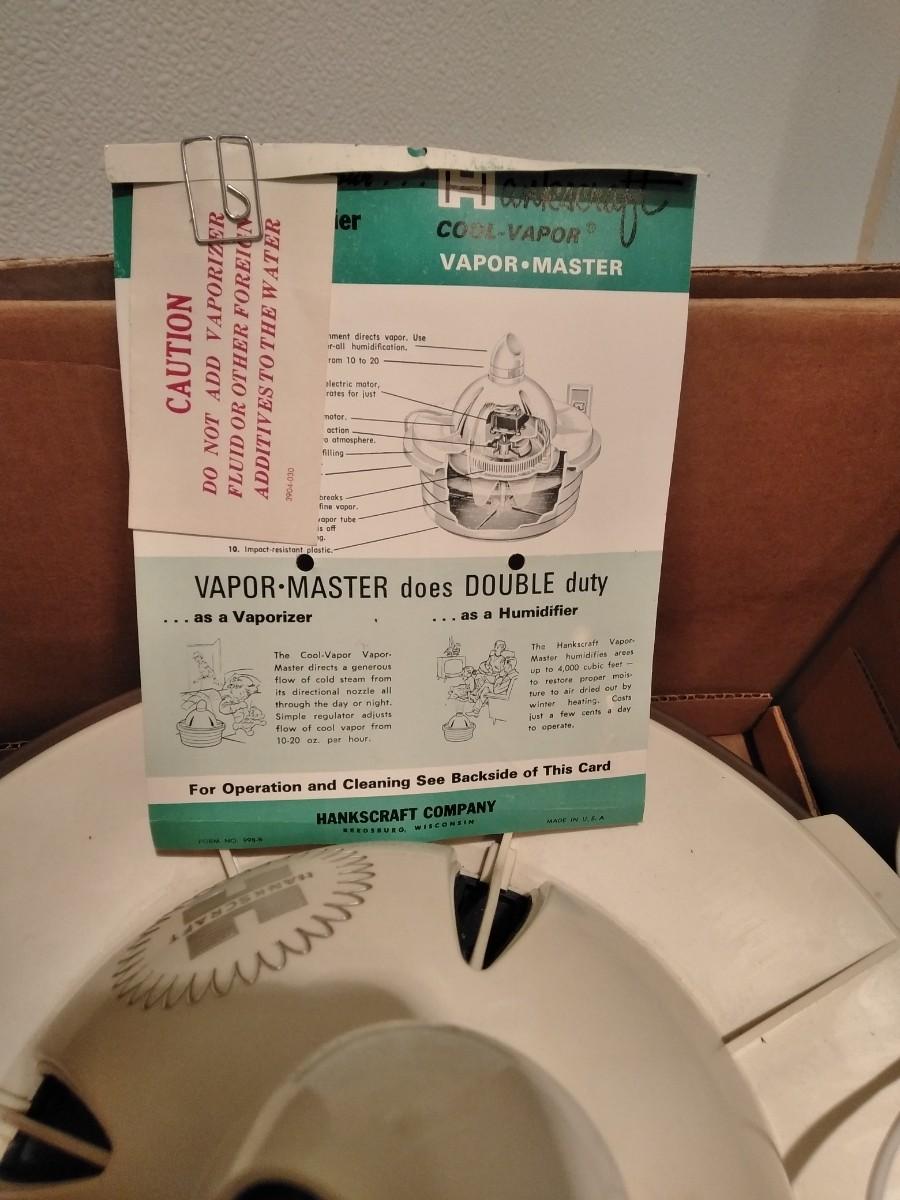 Hankscraft
ier
COOL-VAPOR®
VAPOR•MASTER
CAUTION
DO NOT ADD VAPORIZER
FLUID OR OTHER FOREIGN
ADDITIVES TO THE WATER
3904-030
directs vapor. Use
humidification.
from 10 to 20
electric motor,
for just
motor.
action
atmosphere.
filling
breaks
fine vapor.
vapor tube
is off
10. Impact-resistant plastic.
VAPOR•MASTER does DOUBLE duty
...as a Vaporizer
...as a Humidifier
The Cool-Vapor Vapor-
Master directs a generous
flow of cold steam from
its directional nozzle all
through the day or night.
Simple regulator adjusts
flow of cool vapor from
10-20 oz. per hour.
The Hankscraft Vapor-
Master humidifies areas
up to 4,000 cubic feet —
to restore proper mois-
ture to air dried out by
winter heating. Costs
just a few cents a day
to operate.
For Operation and Cleaning See Backside of This Card
HANKSCRAFT COMPANY
REEDSBURG, WISCONSIN
MADE IN U.S.A
FORM NO. 998-B
HANKSCRAFT
H